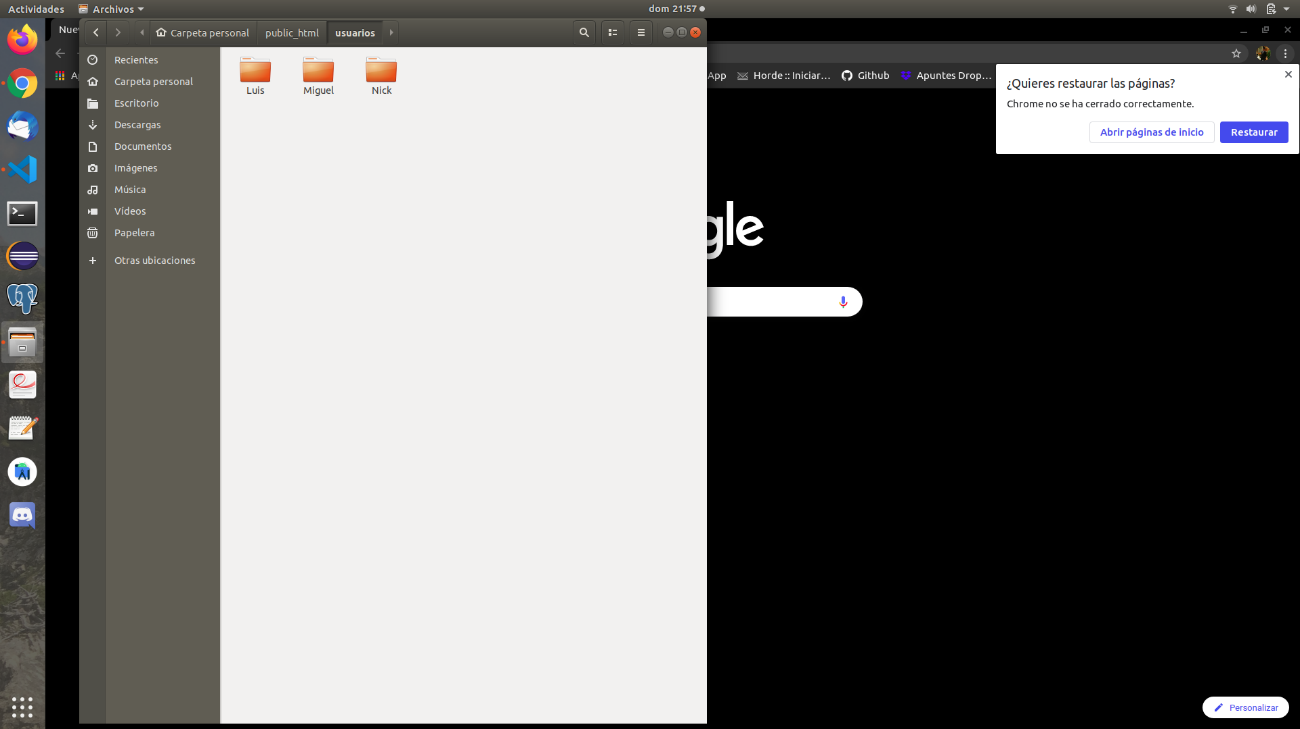 Actividades Archivos dom 21:57
Carpeta personal public_html usuarios
Recientes
Carpeta personal
Escritorio
Descargas
Documentos
Imágenes
Música
Vídeos
Papelera
Otras ubicaciones
Luis Miguel Nick
App Horde :: Iniciar... Github Apuntes Drop...
¿Quieres restaurar las páginas?
Chrome no se ha cerrado correctamente.
Abrir páginas de inicio Restaurar
gle
Personalizar